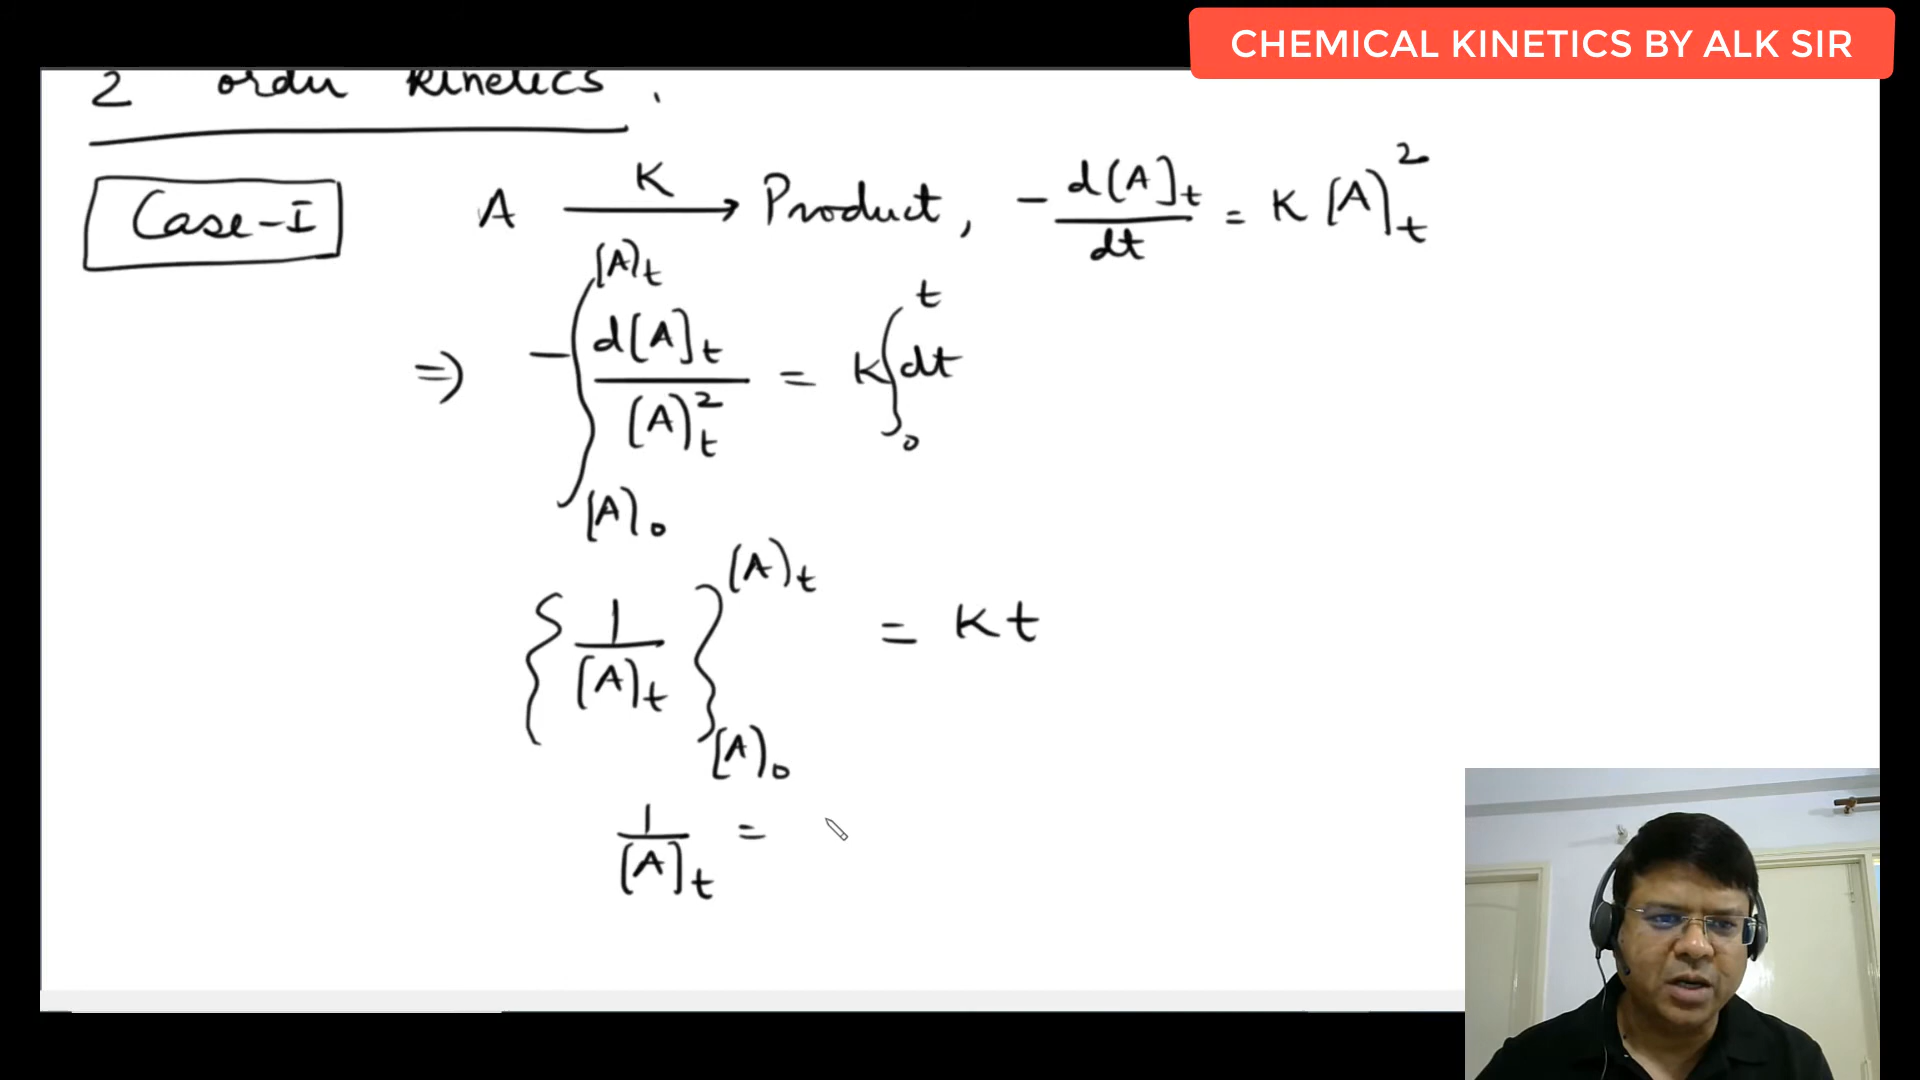 CHEMICAL KINETICS BY ALK SIR
2 order kinetics.
Case-I A K→ Product, - d[A]t/dt = K [A]t²
⇒ - ∫[A]0^[A]t d[A]t/[A]t² = K ∫0^t dt
{1/[A]t}[A]0^[A]t = Kt
1/[A]t =